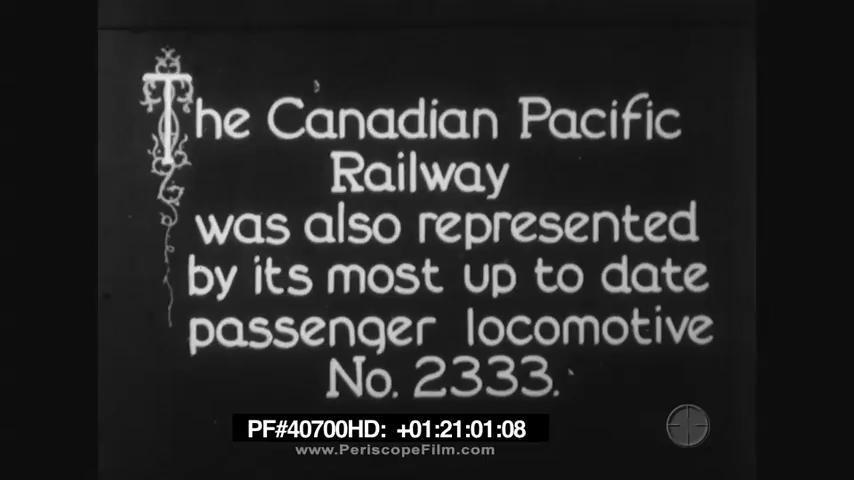 The Canadian Pacific
Railway
was also represented
by its most up to date
passenger locomotive
No. 2333.
PF#40700HD: +01:21:01:08
www.PeriscopeFilm.com